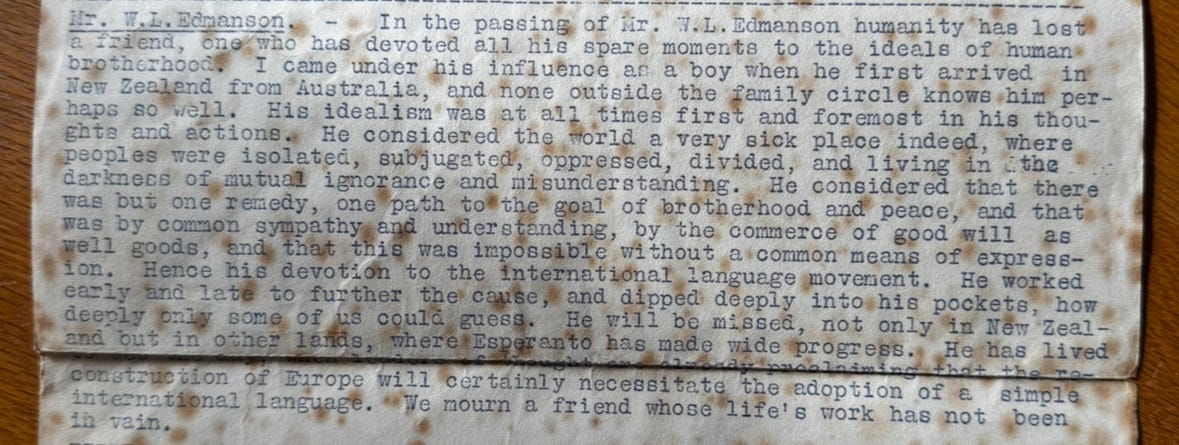 Mr. W.L.Edmanson. - In the passing of Mr. W.L.Edmanson humanity has lost
a friend, one who has devoted all his spare moments to the ideals of human
brotherhood. I came under his influence as a boy when he first arrived in
New Zealand from Australia, and none outside the family circle knows him per-
haps so well. His idealism was at all times first and foremost in his thou-
ghts and actions. He considered the world a very sick place indeed, where
peoples were isolated, subjugated, oppressed, divided, and living in the
darkness of mutual ignorance and misunderstanding. He considered that there
was but one remedy, one path to the goal of brotherhood and peace, and that
was by common sympathy and understanding, by the commerce of good will as
well goods, and that this was impossible without a common means of express-
ion. Hence his devotion to the international language movement. He worked
early and late to further the cause, and dipped deeply into his pockets, how
deeply only some of us could guess. He will be missed, not only in New Zeal-
and but in other lands, where Esperanto has made wide progress. He has lived
already proclaiming that the re-
construction of Europe will certainly necessitate the adoption of a simple
international language. We mourn a friend whose life's work has not been
in vain.